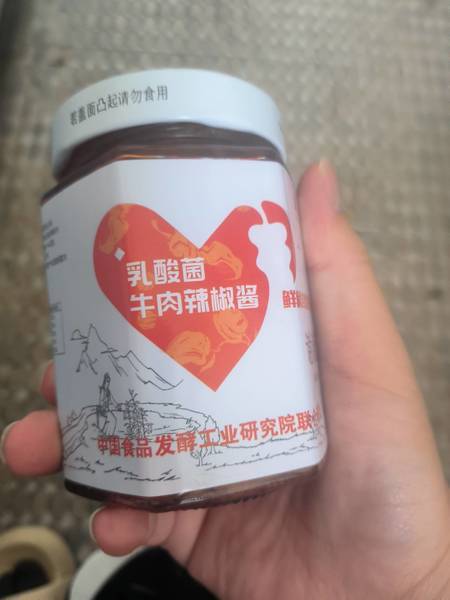 若盖面凸起请勿食用
乳酸菌
牛肉辣椒酱
鲜
中国食品发酵工业研究院联